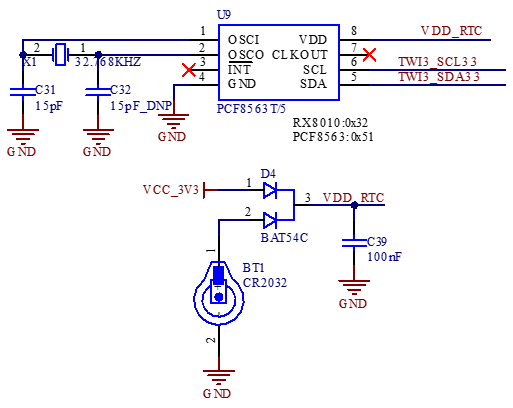 U9
1 OSCI VDD 8 VDD_RTC
X1 2 1 32.768KHZ 2 OSCO CLKOUT 7
3 INT SCL 6 TWI3_SCL33
4 GND SDA 5 TWI3_SDA33
C31 15pF
C32 15pF_DNP
PCF8563T/5
GND
GND
GND
RX8010:0x32
PCF8563:0x51
D4
VCC_3V3 1
3 VDD_RTC
2
BAT54C
C39
100nF
1
BT1
CR2032
GND
2
GND